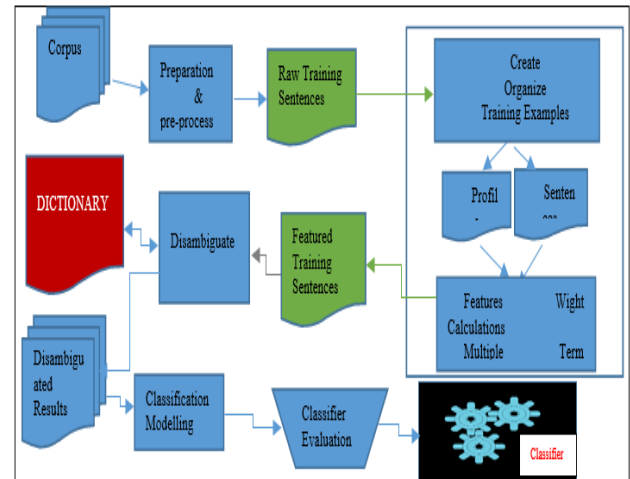 Corpus
Preparation
&
pre-process
Raw Training
Sentences
Create
Organize
Training Examples
Profil
Senten
DICTIONARY
Disambiguate
Featured
Training
Sentences
Features Wight
Calculations
Multiple Term
Disambigu
ated
Results
Classification
Modelling
Classifier
Evaluation
Classifier